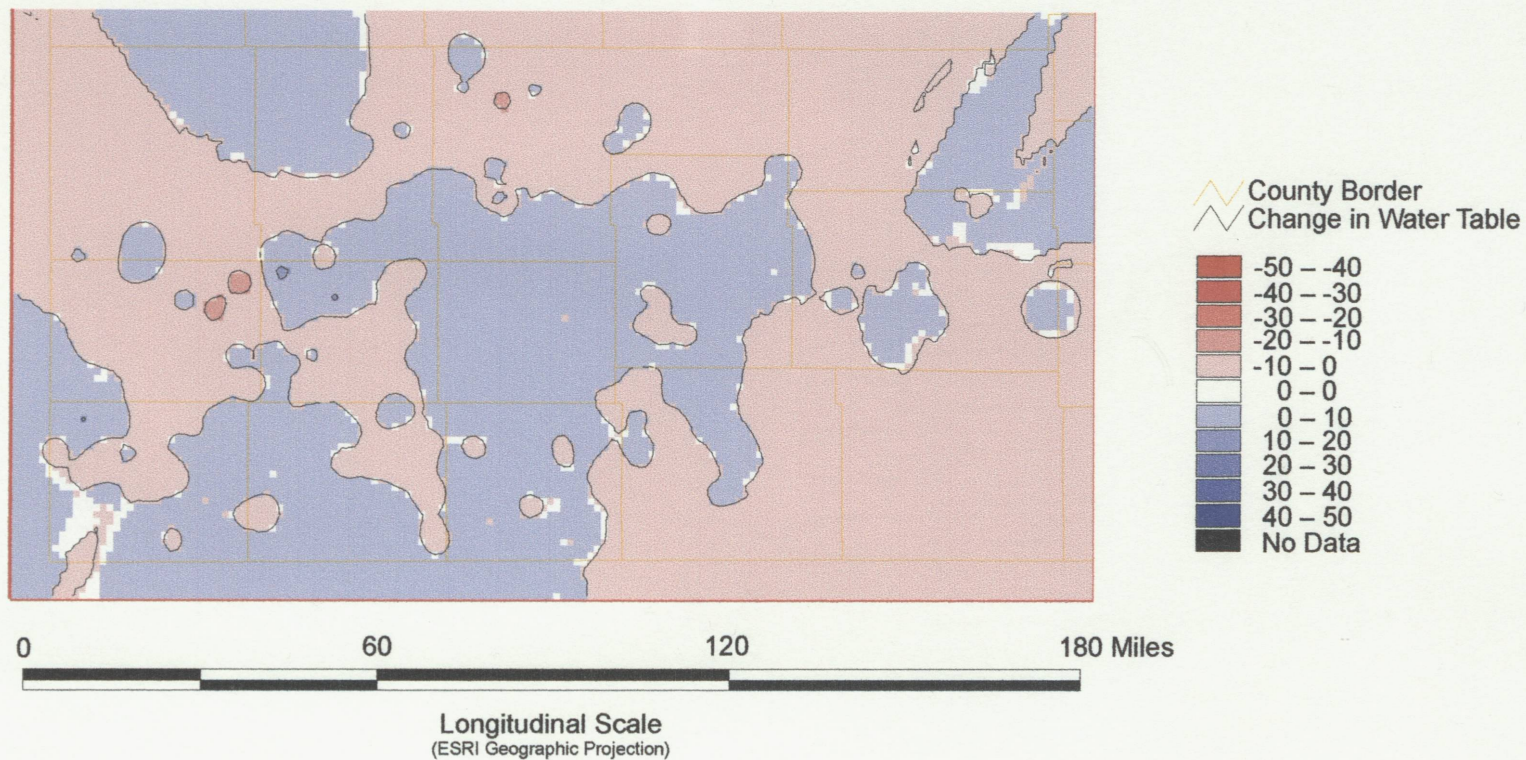 County Border
Change in Water Table
-50 – -40
-40 – -30
-30 – -20
-20 – -10
-10 – 0
0 – 0
0 – 10
10 – 20
20 – 30
30 – 40
40 – 50
No Data
0 60 120 180 Miles
Longitudinal Scale
(ESRI Geographic Projection)